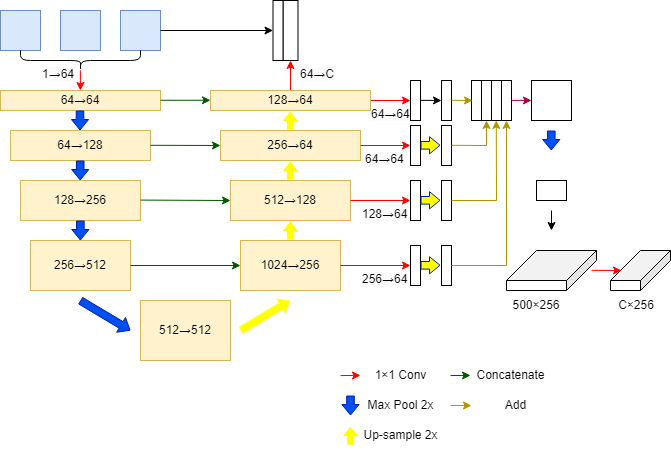 1→64
64→C
64→64
128→64
64→64
64→128
256→64
64→64
128→256
512→128
128→64
256→512
1024→256
256→64
500×256
C×256
512→512
1×1 Conv
Concatenate
Max Pool 2x
Add
Up-sample 2x